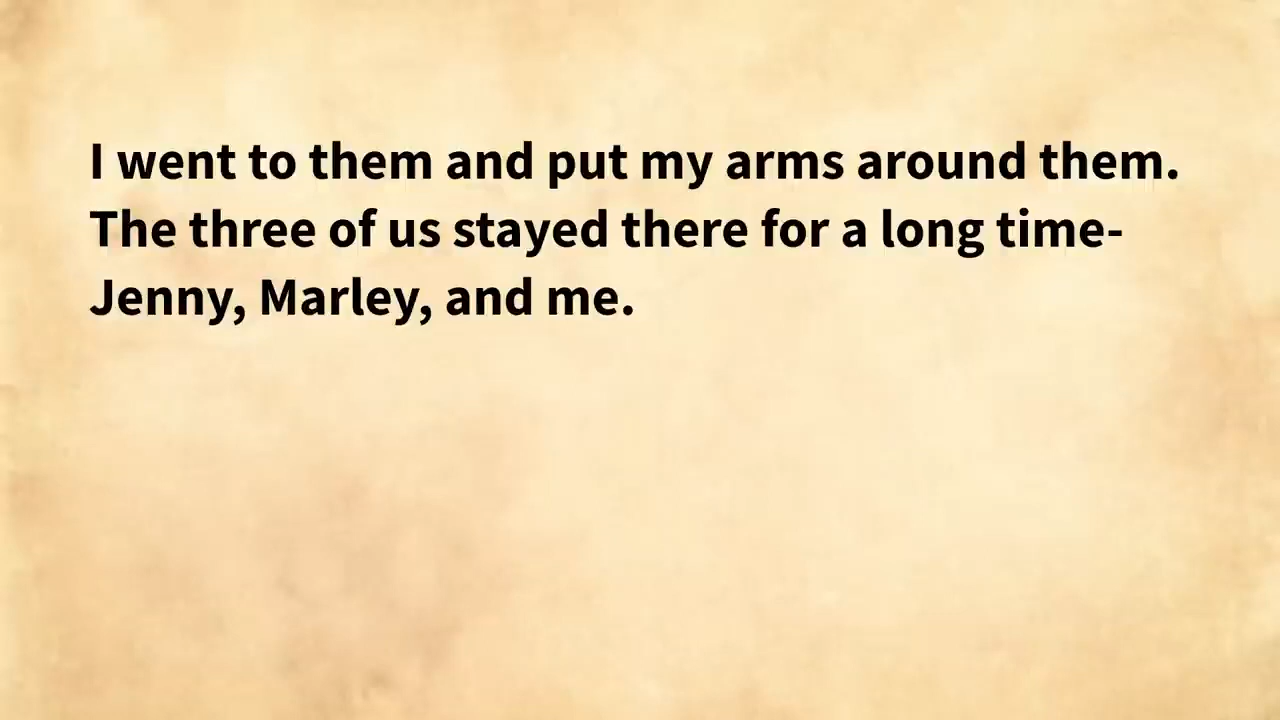 I went to them and put my arms around them.
The three of us stayed there for a long time-
Jenny, Marley, and me.